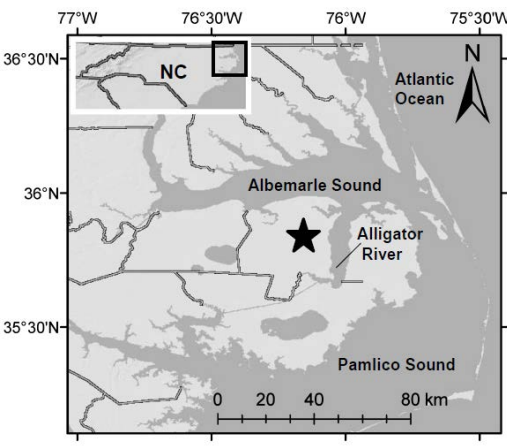 77°W 76°30'W 76°W 75°30'W
36°30'N
NC
N
Atlantic
Ocean
36°N
Albemarle Sound
Alligator
River
35°30'N
Pamlico Sound
0 20 40 80 km